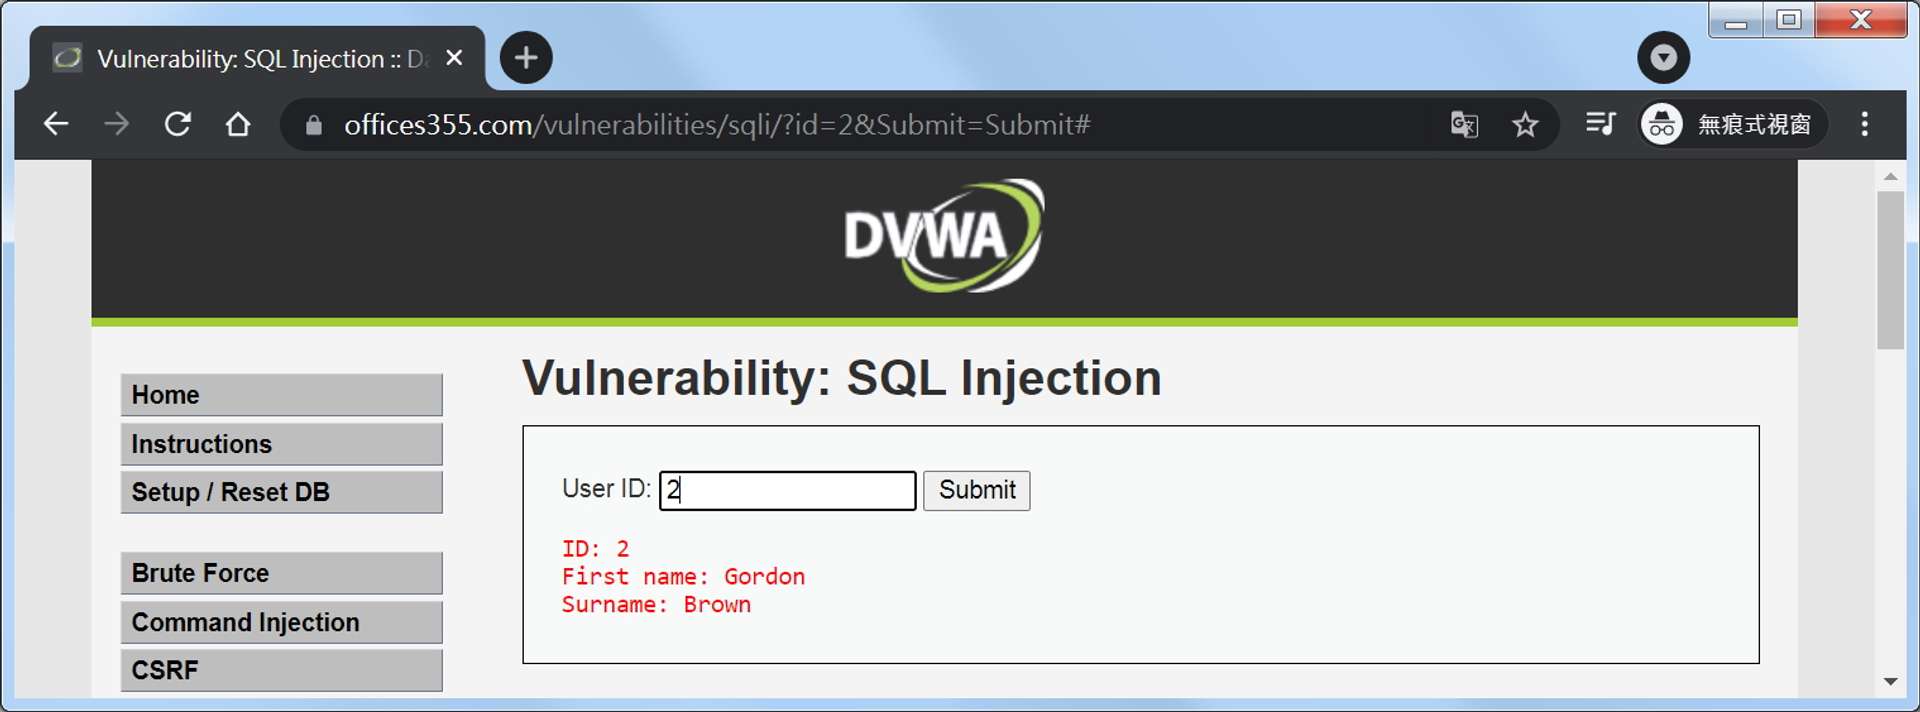 Vulnerability: SQL Injection :: Da
offices355.com/vulnerabilities/sqli/?id=2&Submit=Submit#
無痕式視窗
DVWA
Vulnerability: SQL Injection
Home
Instructions
Setup / Reset DB
Brute Force
Command Injection
CSRF
User ID: 2 Submit
ID: 2
First name: Gordon
Surname: Brown